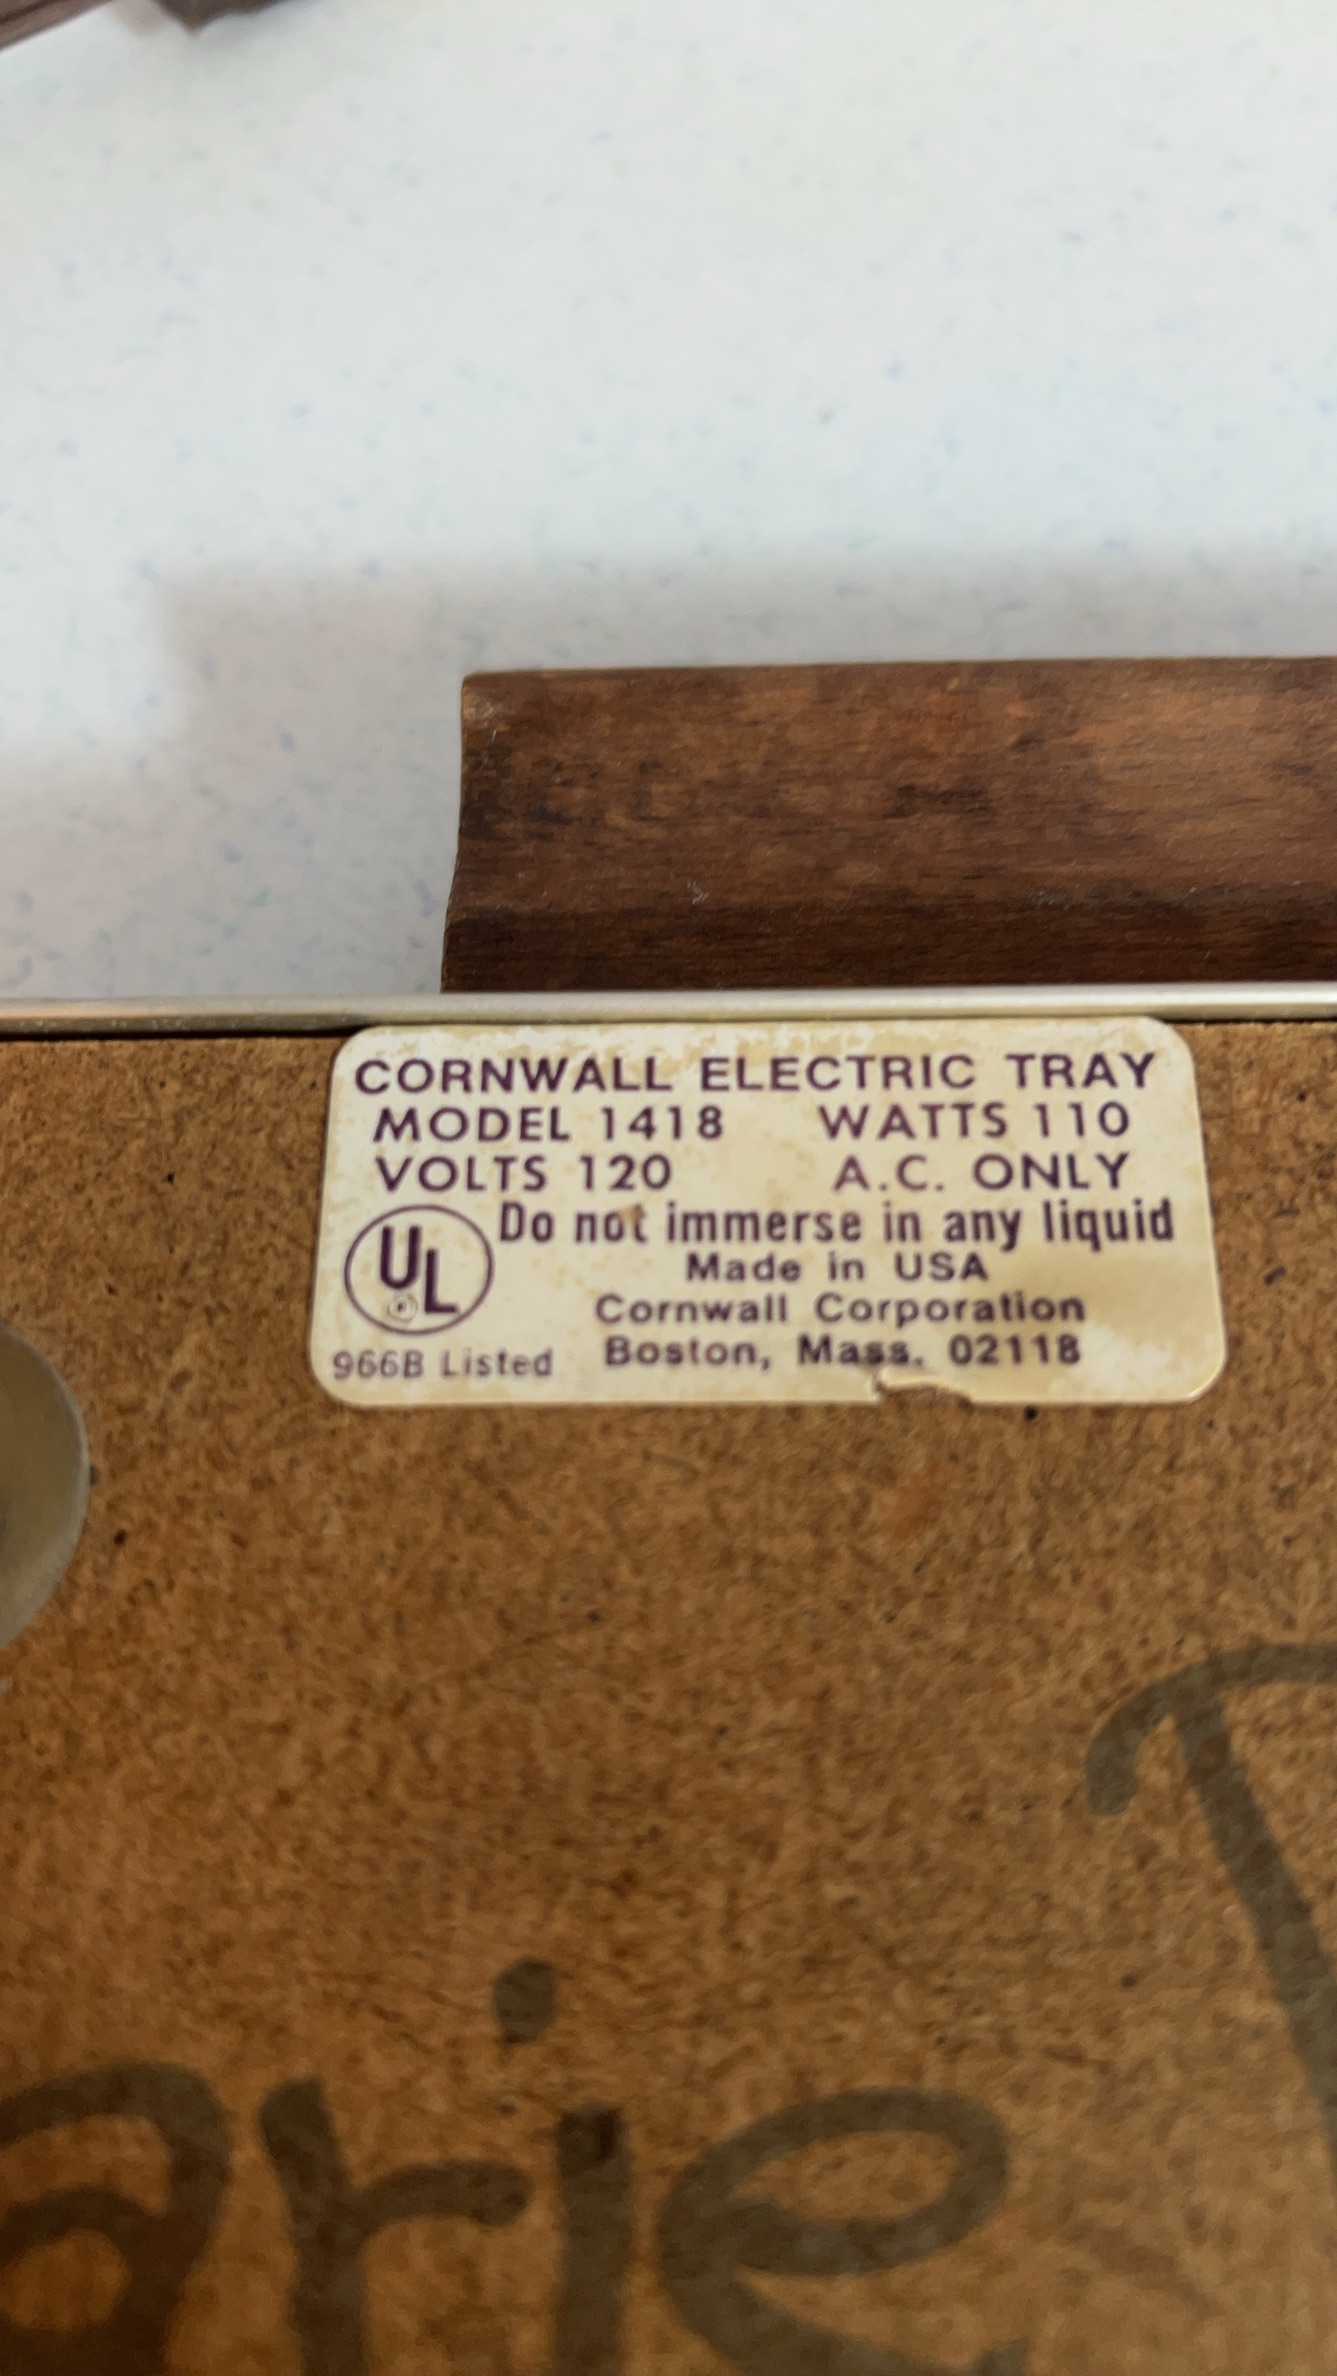 CORNWALL ELECTRIC TRAY
MODEL 1418 WATTS 110
VOLTS 120 A.C. ONLY
UL Do not immerse in any liquid
Made in USA
Cornwall Corporation
966B Listed Boston, Mass. 02118
arie